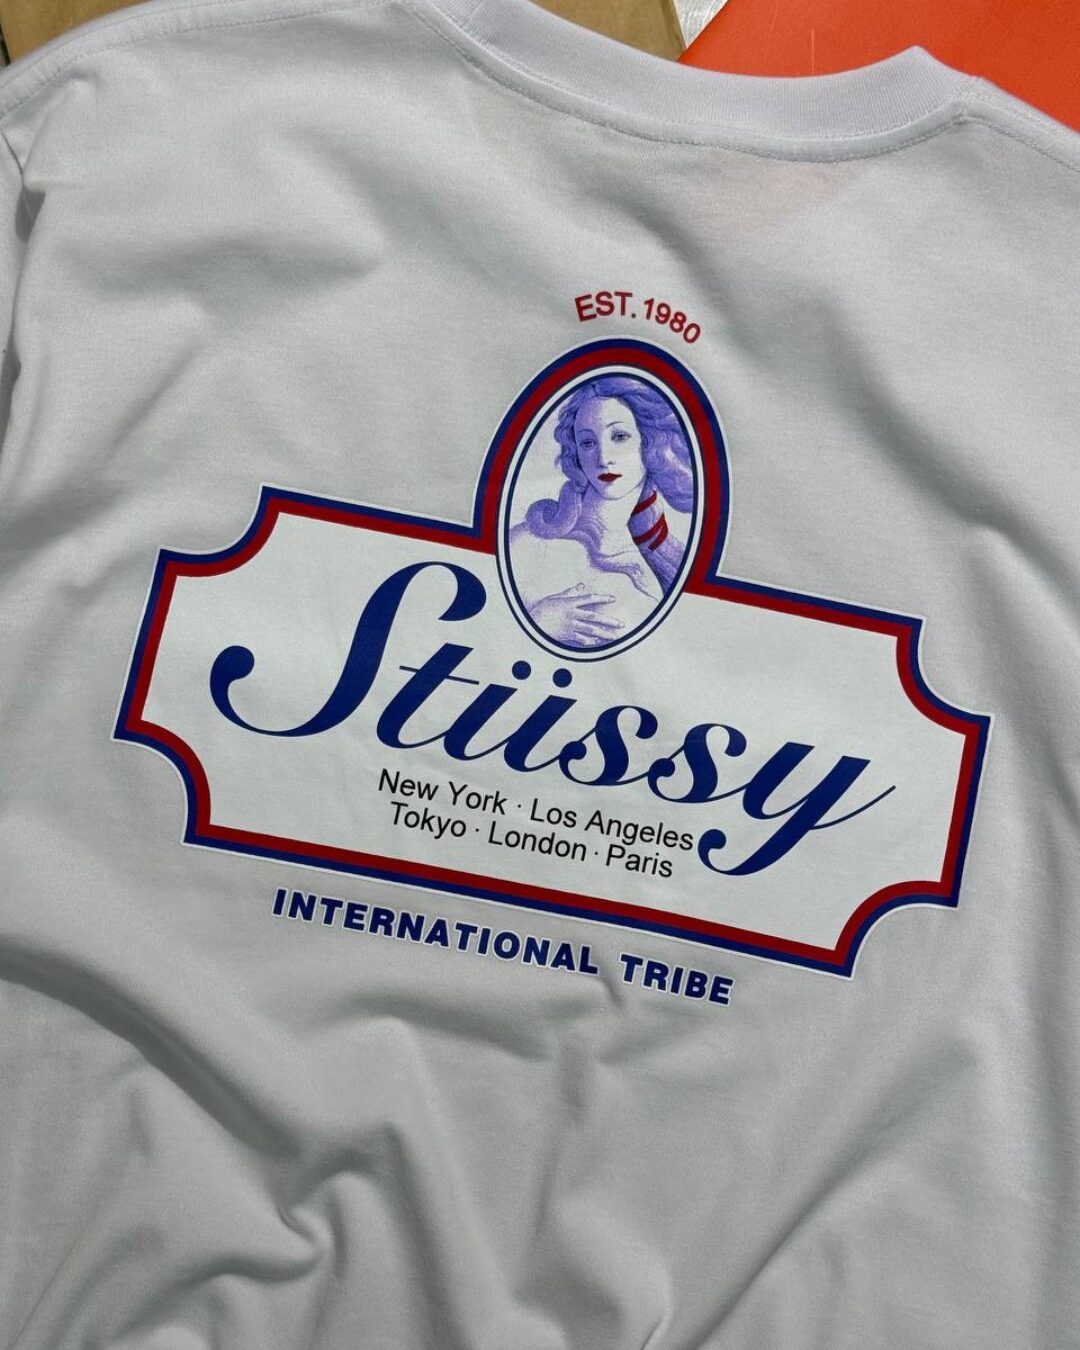 EST. 1980
Stüssy
New York · Los Angeles
Tokyo · London · Paris
INTERNATIONAL TRIBE